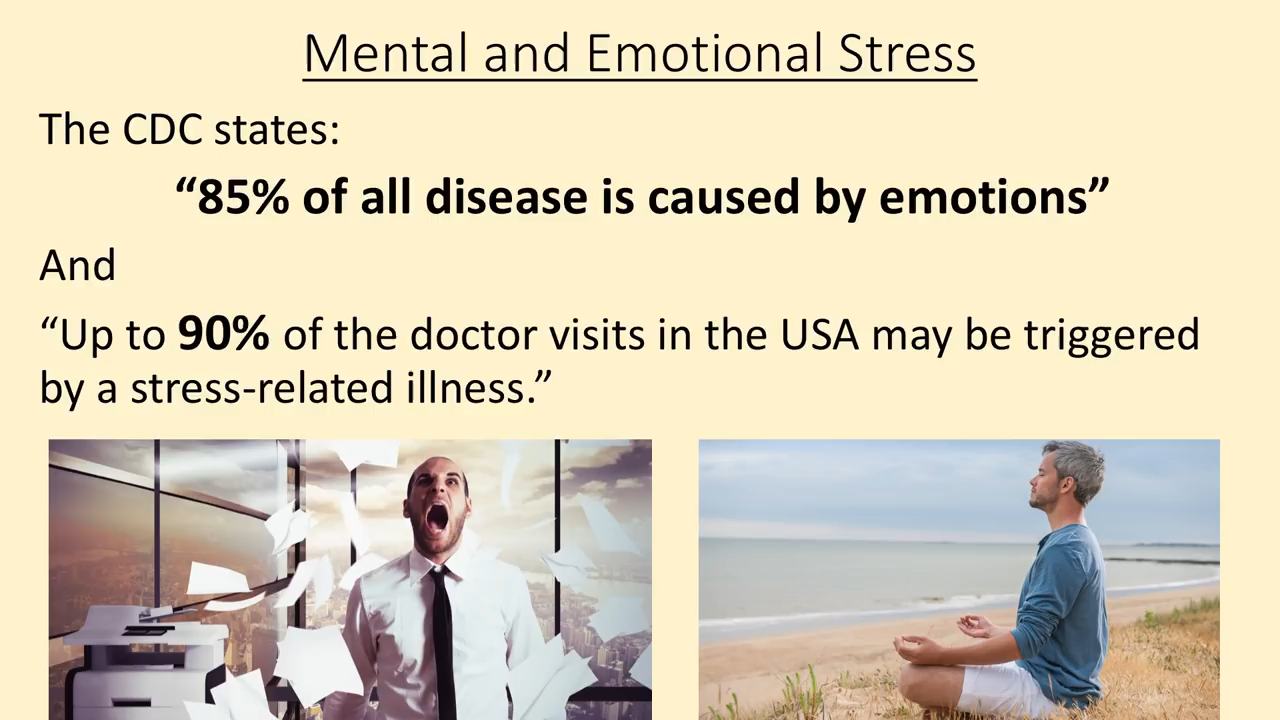 Mental and Emotional Stress
The CDC states:
“85% of all disease is caused by emotions”
And
“Up to 90% of the doctor visits in the USA may be triggered
by a stress-related illness.”